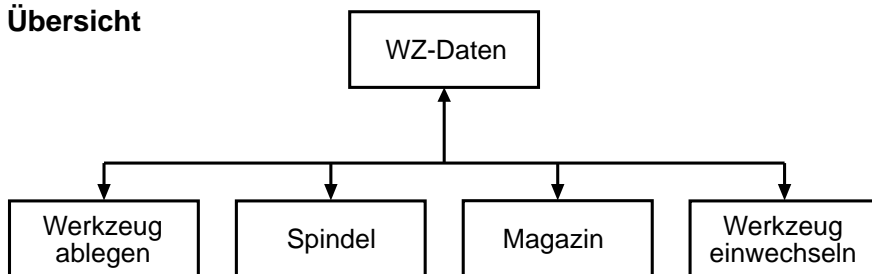 Übersicht
WZ-Daten
Werkzeug
ablegen
Spindel
Magazin
Werkzeug
einwechseln